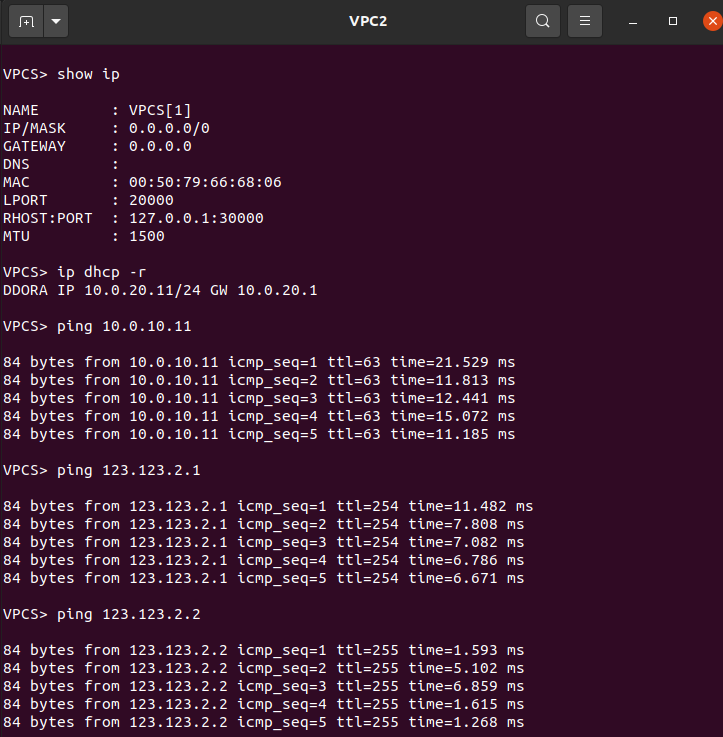 VPC2
VPCS> show ip
NAME        : VPCS[1]
IP/MASK     : 0.0.0.0/0
GATEWAY     : 0.0.0.0
DNS         :
MAC         : 00:50:79:66:68:06
LPORT       : 20000
RHOST:PORT  : 127.0.0.1:30000
MTU         : 1500
VPCS> ip dhcp -r
DDORA IP 10.0.20.11/24 GW 10.0.20.1
VPCS> ping 10.0.10.11
84 bytes from 10.0.10.11 icmp_seq=1 ttl=63 time=21.529 ms
84 bytes from 10.0.10.11 icmp_seq=2 ttl=63 time=11.813 ms
84 bytes from 10.0.10.11 icmp_seq=3 ttl=63 time=12.441 ms
84 bytes from 10.0.10.11 icmp_seq=4 ttl=63 time=15.072 ms
84 bytes from 10.0.10.11 icmp_seq=5 ttl=63 time=11.185 ms
VPCS> ping 123.123.2.1
84 bytes from 123.123.2.1 icmp_seq=1 ttl=254 time=11.482 ms
84 bytes from 123.123.2.1 icmp_seq=2 ttl=254 time=7.808 ms
84 bytes from 123.123.2.1 icmp_seq=3 ttl=254 time=7.082 ms
84 bytes from 123.123.2.1 icmp_seq=4 ttl=254 time=6.786 ms
84 bytes from 123.123.2.1 icmp_seq=5 ttl=254 time=6.671 ms
VPCS> ping 123.123.2.2
84 bytes from 123.123.2.2 icmp_seq=1 ttl=255 time=1.593 ms
84 bytes from 123.123.2.2 icmp_seq=2 ttl=255 time=5.102 ms
84 bytes from 123.123.2.2 icmp_seq=3 ttl=255 time=6.859 ms
84 bytes from 123.123.2.2 icmp_seq=4 ttl=255 time=1.615 ms
84 bytes from 123.123.2.2 icmp_seq=5 ttl=255 time=1.268 ms